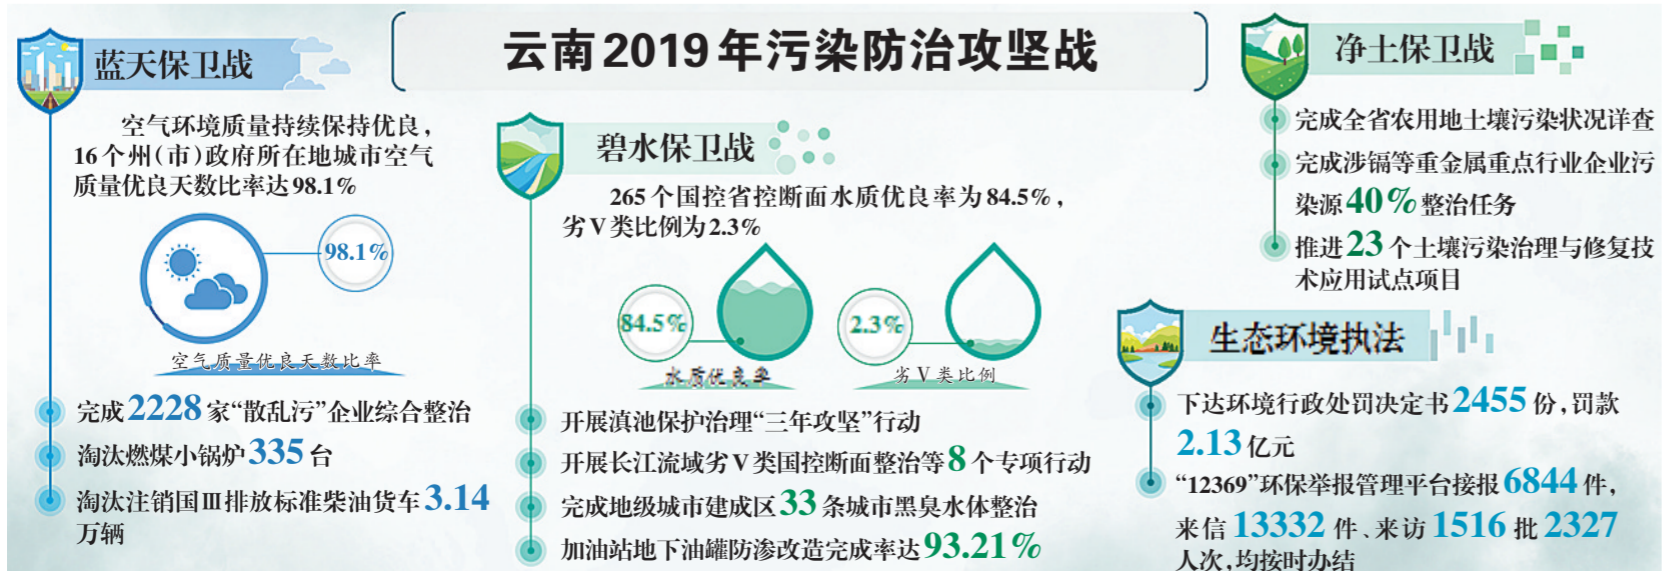 云南2019年污染防治攻坚战
蓝天保卫战
空气环境质量持续保持优良，
16个州（市）政府所在地城市空气
质量优良天数比率达98.1%
98.1%
空气质量优良天数比率
完成2228家“散乱污”企业综合整治
淘汰燃煤小锅炉335台
淘汰注销国Ⅲ排放标准柴油货车3.14
万辆
碧水保卫战
265个国控省控断面水质优良率为84.5%，
劣Ⅴ类比例为2.3%
84.5%
水质优良率
2.3%
劣Ⅴ类比例
开展滇池保护治理“三年攻坚”行动
开展长江流域劣Ⅴ类国控断面整治等8个专项行动
完成地级城市建成区33条城市黑臭水体整治
加油站地下油罐防渗改造完成率达93.21%
净土保卫战
完成全省农用地土壤污染状况详查
完成涉镉等重金属重点行业企业污
染源40%整治任务
推进23个土壤污染治理与修复技
术应用试点项目
生态环境执法
下达环境行政处罚决定书2455份，罚款
2.13亿元
“12369”环保举报管理平台接报6844件，
来信13332件、来访1516批2327
人次，均按时办结